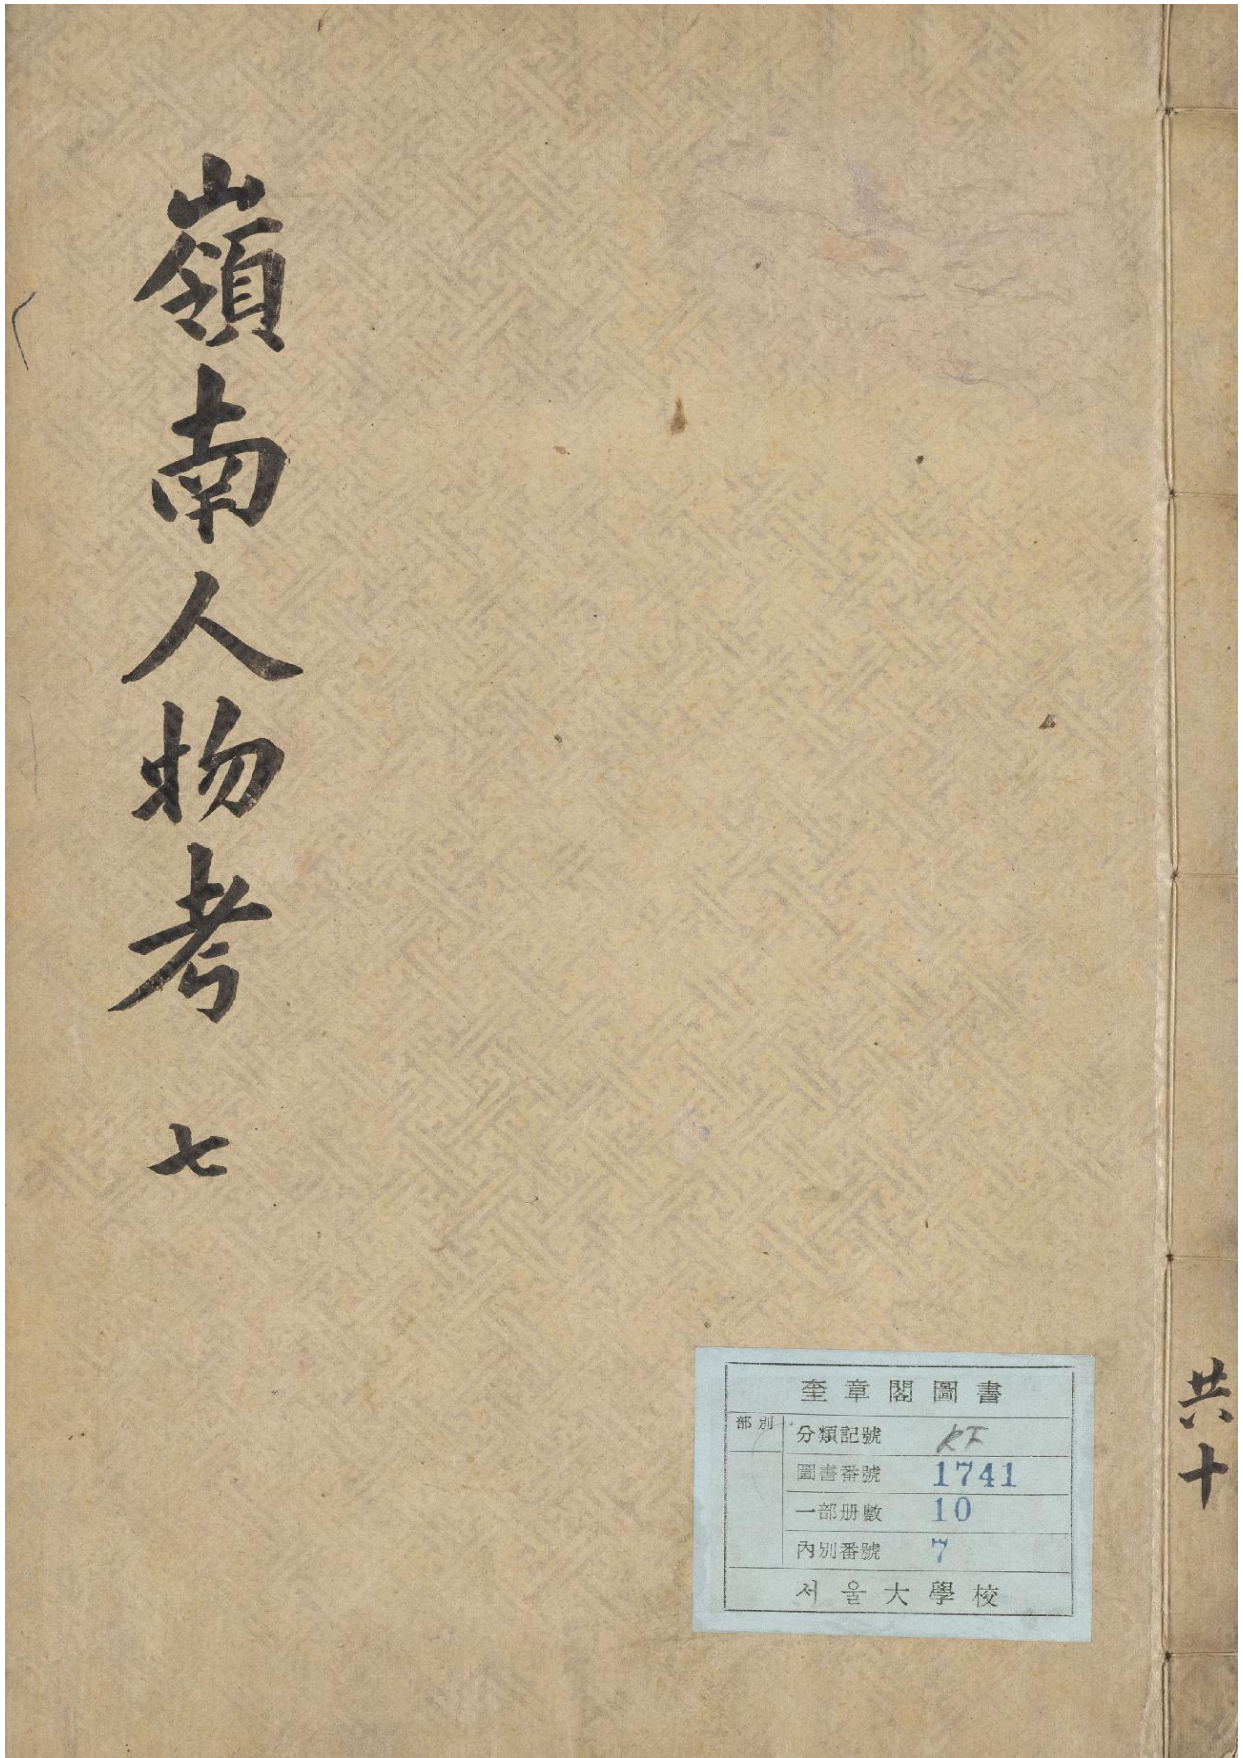 嶺南人物考 七
共十
奎章閣圖書
部別
分類記號 KF
圖書番號 1741
一部册數 10
內別番號 7
서울大學校